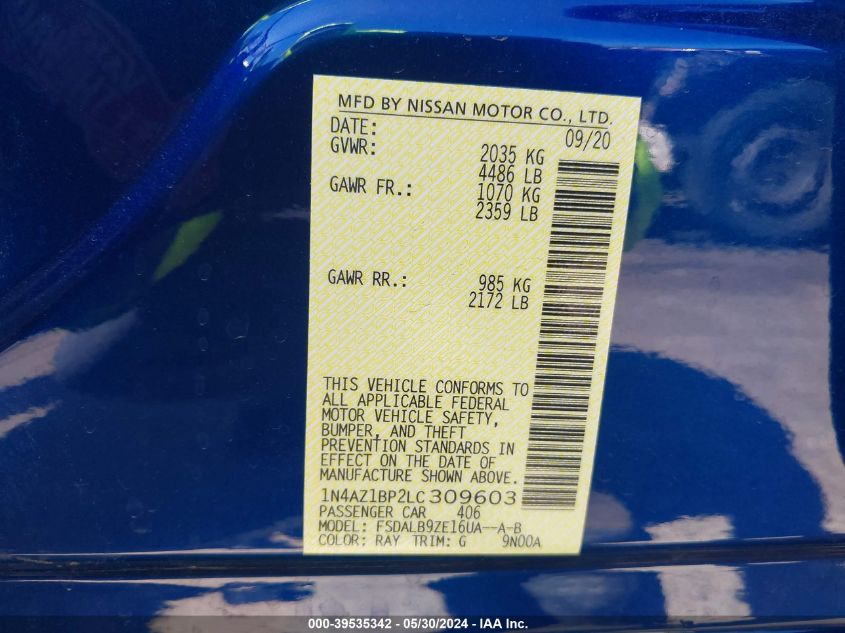 MFD BY NISSAN MOTOR CO., LTD.
DATE: 09/20
GVWR: 2035 KG
4486 LB
GAWR FR.: 1070 KG
2359 LB
GAWR RR.: 985 KG
2172 LB
THIS VEHICLE CONFORMS TO
ALL APPLICABLE FEDERAL
MOTOR VEHICLE SAFETY,
BUMPER, AND THEFT
PREVENTION STANDARDS IN
EFFECT ON THE DATE OF
MANUFACTURE SHOWN ABOVE.
1N4AZ1BP2LC309603
PASSENGER CAR 406
MODEL: FSDALB9ZE16UA--A-B
COLOR: RAY TRIM: G 9N00A
000-39535342 / 05/30/2024 - IAA Inc.